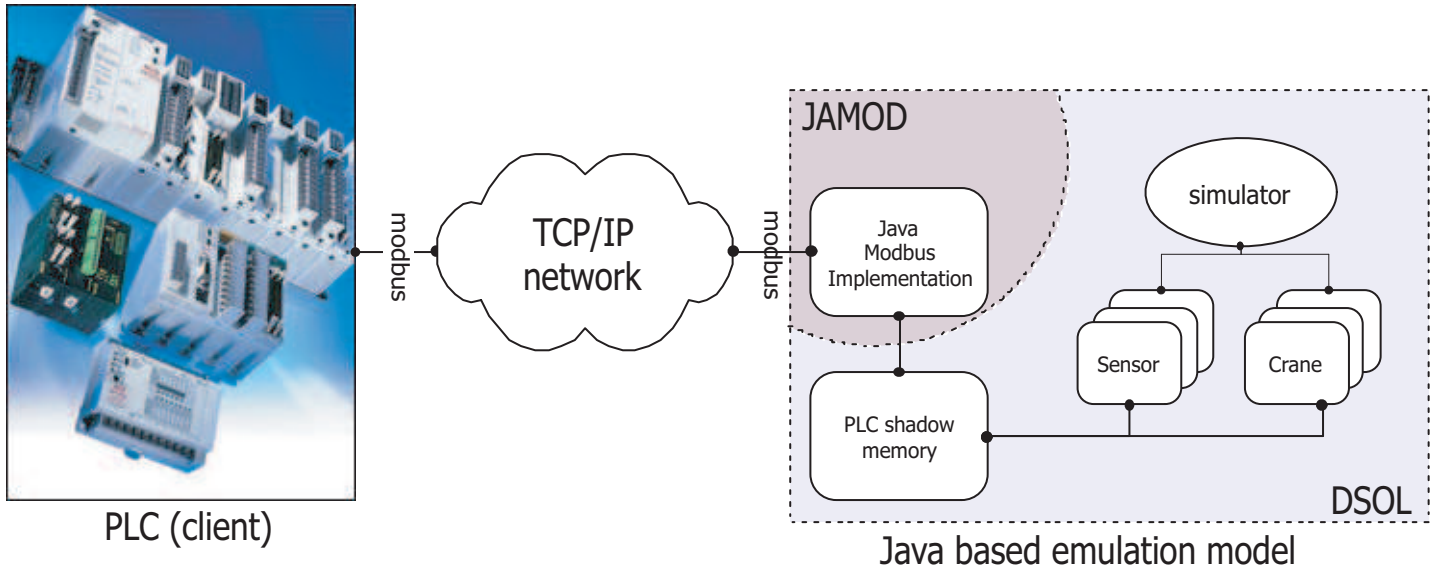 JAMOD
simulator
Java
Modbus
Implementation
modbus
TCP/IP
network
modbus
Sensor
Crane
PLC shadow
memory
DSOL
PLC (client)
Java based emulation model